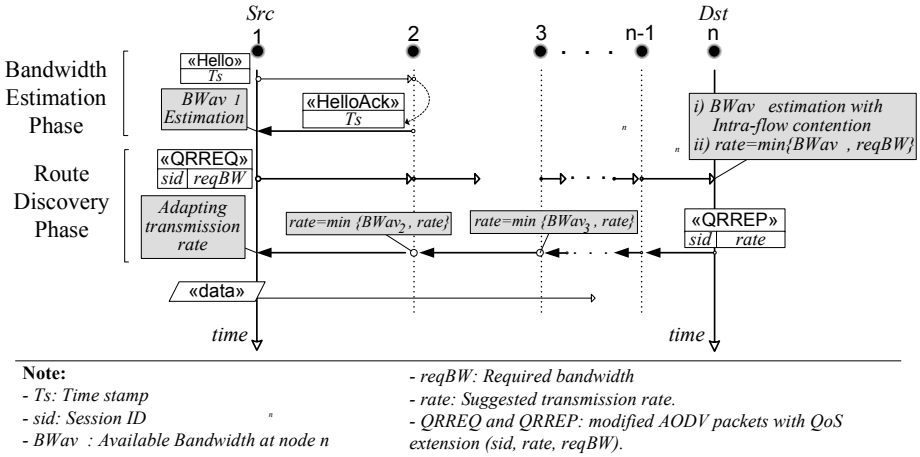 Src
Dst
1
2
3
n-1
n
. . . .
Bandwidth
Estimation
Phase
«Hello»
Ts
BWav 1
Estimation
«HelloAck»
Ts
i) BWav estimation with
Intra-flow contention
n
ii) rate=min{BWav , reqBW}
n
Route
Discovery
Phase
«QRREQ»
sid reqBW
Adapting
transmission
rate
rate=min {BWav2 , rate}
rate=min {BWav3 , rate}
«QRREP»
sid rate
«data»
time
time
Note:
- Ts: Time stamp
- sid: Session ID
n
- BWav : Available Bandwidth at node n
- reqBW: Required bandwidth
- rate: Suggested transmission rate.
- QRREQ and QRREP: modified AODV packets with QoS
extension (sid, rate, reqBW).